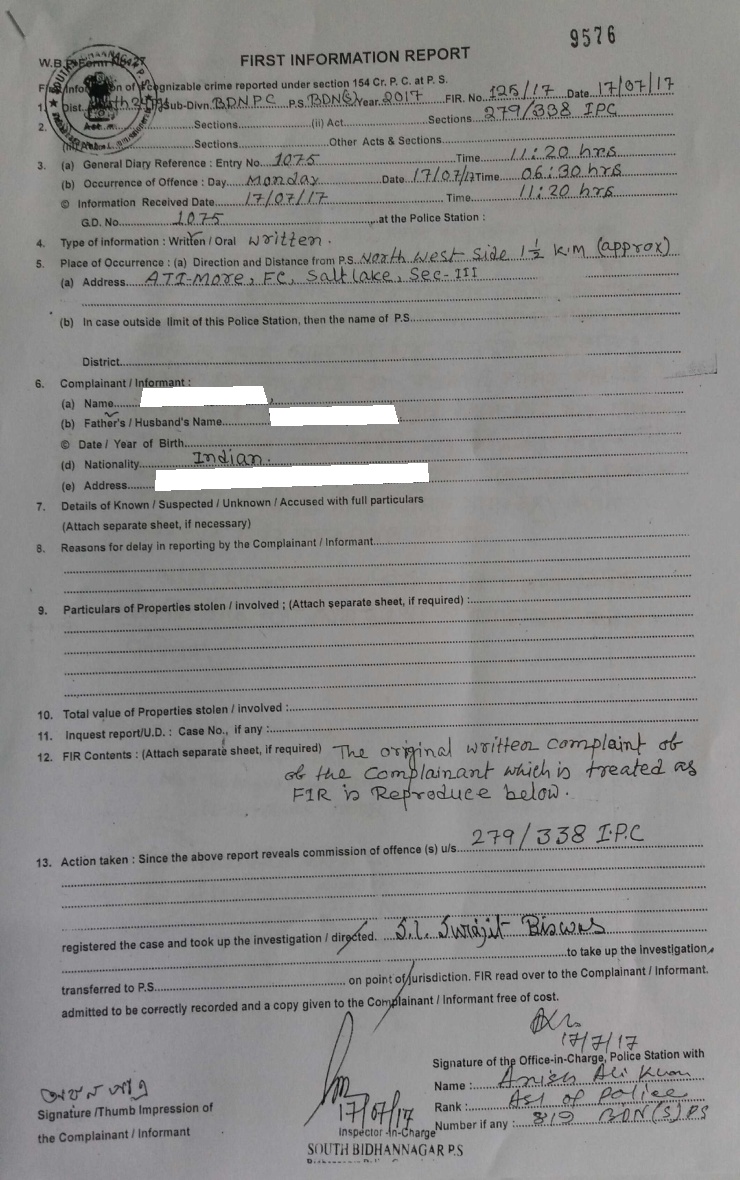 9576
W.B.P. Form
FIRST INFORMATION REPORT
First Information of cognizable crime reported under section 154 Cr. P. C. at P. S.
1. Dist. Sub-Divn. BDNPC P.S. BDN(S) Year 2017 FIR. No. 125/17 Date 17/07/17
2. Sections (ii) Act Sections 279/338 IPC
Sections Other Acts & Sections
3. (a) General Diary Reference : Entry No. 1075 Time 11:20 hrs
(b) Occurrence of Offence : Day Monday Date 17/07/17 Time 06:30 hrs
© Information Received Date 17/07/17 Time 11:20 hrs
G.D. No. 1075 at the Police Station :
4. Type of information : Written / Oral written.
5. Place of Occurrence : (a) Direction and Distance from P.S. North West side 1½ K.M (approx)
(a) Address ATI-More, FC, Saltlake, Sec-III
(b) In case outside limit of this Police Station, then the name of P.S.
District
6. Complainant / Informant :
(a) Name
(b) Father's / Husband's Name
© Date / Year of Birth
(d) Nationality Indian.
(e) Address
7. Details of Known / Suspected / Unknown / Accused with full particulars
(Attach separate sheet, if necessary)
8. Reasons for delay in reporting by the Complainant / Informant
9. Particulars of Properties stolen / involved ; (Attach separate sheet, if required) :
10. Total value of Properties stolen / involved :
11. Inquest report/U.D. : Case No., if any :
12. FIR Contents : (Attach separate sheet, if required) The original written complaint of
of the complainant which is treated as
FIR is Reproduce below.
13. Action taken : Since the above report reveals commission of offence (s) u/s. 279/338 I.P.C
registered the case and took up the investigation / directed. S.I. Surajit Biswas
to take up the investigation,
transferred to P.S. on point of jurisdiction. FIR read over to the Complainant / Informant.
admitted to be correctly recorded and a copy given to the Complainant / Informant free of cost.
17/7/17
Signature of the Office-in-Charge, Police Station with
Name : Anish Ali Khan
Rank : ASI of Police
Number if any : 819 BDN(S) PS
Signature /Thumb Impression of
the Complainant / Informant
17/07/17
Inspector-in-Charge
SOUTH BIDHANNAGAR P.S